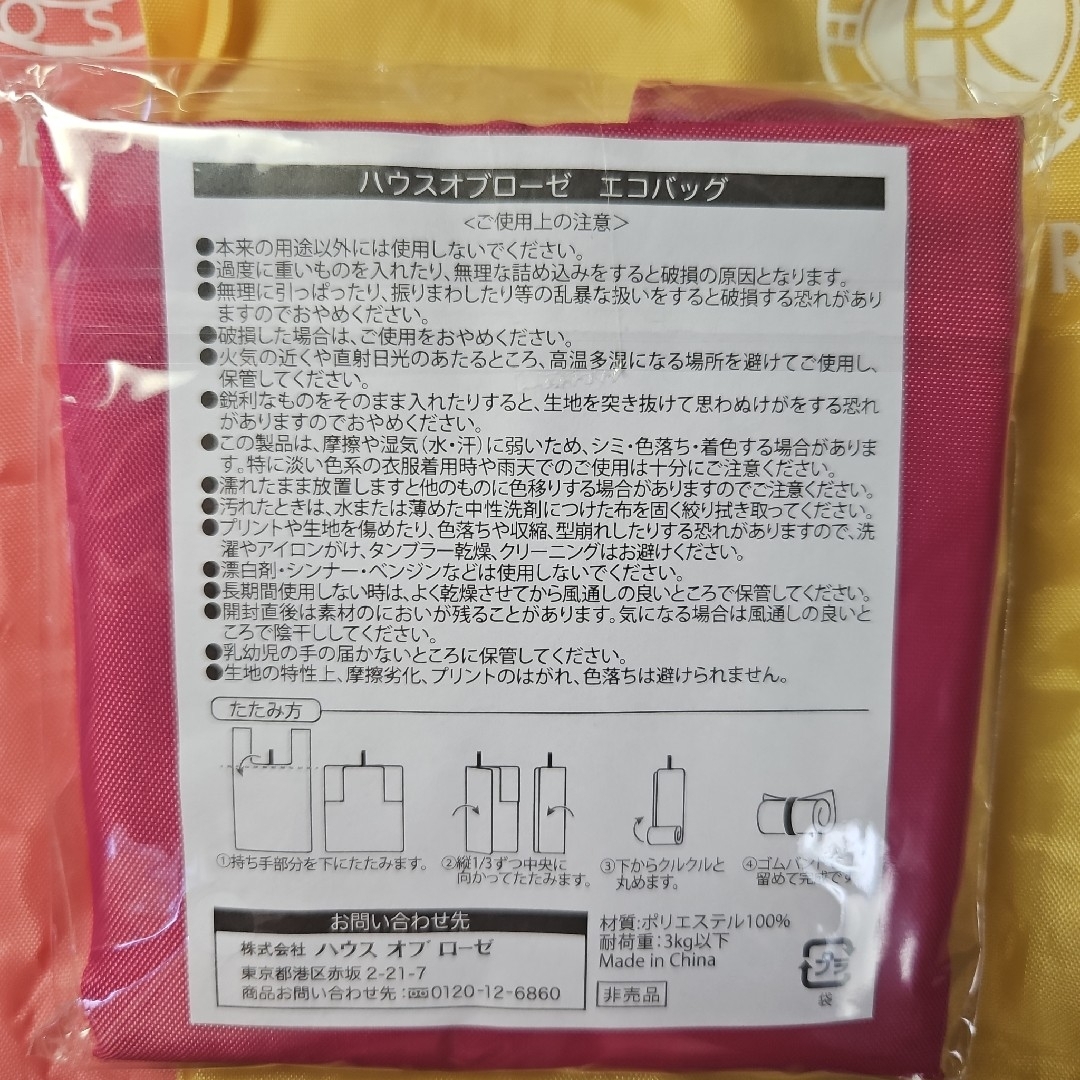 ハウスオブローゼ　エコバッグ
<ご使用上の注意>
●本来の用途以外には使用しないでください。
●過度に重いものを入れたり、無理な詰め込みをすると破損の原因となります。
●無理に引っぱったり、振りまわしたり等の乱暴な扱いをすると破損する恐れがあり
ますのでおやめください。
●破損した場合は、ご使用をおやめください。
●火気の近くや直射日光のあたるところ、高温多湿になる場所を避けてご使用し、
保管してください。
●鋭利なものをそのまま入れたりすると、生地を突き抜けて思わぬけがをする恐れ
がありますのでおやめください。
●この製品は、摩擦や湿気(水・汗)に弱いため、シミ・色落ち・着色する場合がありま
す。特に淡い色系の衣服着用時や雨天でのご使用は十分にご注意ください。
●濡れたまま放置しますと他のものに色移りする場合がありますのでご注意ください。
●汚れたときは、水または薄めた中性洗剤につけた布を固く絞り拭き取ってください。
●プリントや生地を傷めたり、色落ちや収縮、型崩れしたりする恐れがありますので、洗
濯やアイロンがけ、タンブラー乾燥、クリーニングはお避けください。
●漂白剤・シンナー・ベンジンなどは使用しないでください。
●長期間使用しない時は、よく乾燥させてから風通しの良いところで保管してください。
●開封直後は素材のにおいが残ることがあります。気になる場合は風通しの良いと
ころで陰干ししてください。
●乳幼児の手の届かないところに保管してください。
●生地の特性上、摩擦劣化、プリントのはがれ、色落ちは避けられません。
たたみ方
①持ち手部分を下にたたみます。
②縦1/3ずつ中央に
向かってたたみます。
③下からクルクルと
丸めます。
④ゴムバン
留めて完成です
お問い合わせ先
株式会社 ハウス オブ ローゼ
東京都港区赤坂 2-21-7
商品お問い合わせ先:0120-12-6860
材質:ポリエステル100%
耐荷重:3kg以下
Made in China
非売品
プラ
袋